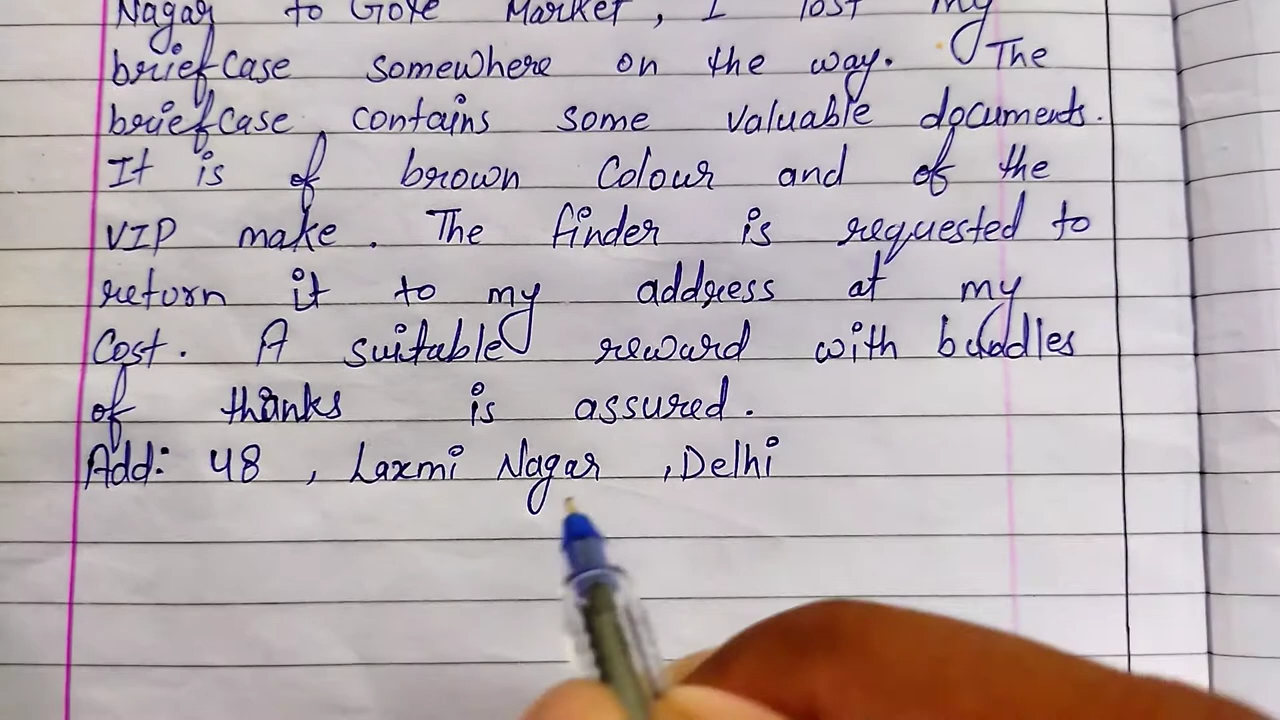 Nagar to Gole Market, I lost my
briefcase somewhere on the way. The
briefcase contains some valuable documents.
It is of brown Colour and of the
VIP make. The finder is requested to
return it to my address at my
Cost. A suitable reward with buddles
of thanks is assured.
Add: 48, Laxmi Nagar, Delhi